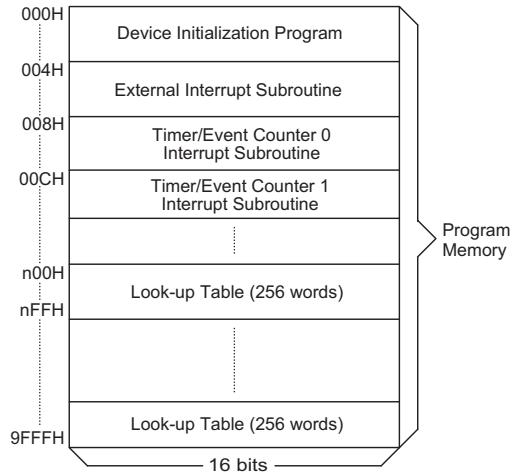 000H
Device Initialization Program
004H
External Interrupt Subroutine
008H
Timer/Event Counter 0
Interrupt Subroutine
00CH
Timer/Event Counter 1
Interrupt Subroutine
Program
Memory
n00H
Look-up Table (256 words)
nFFH
Look-up Table (256 words)
9FFFH
16 bits